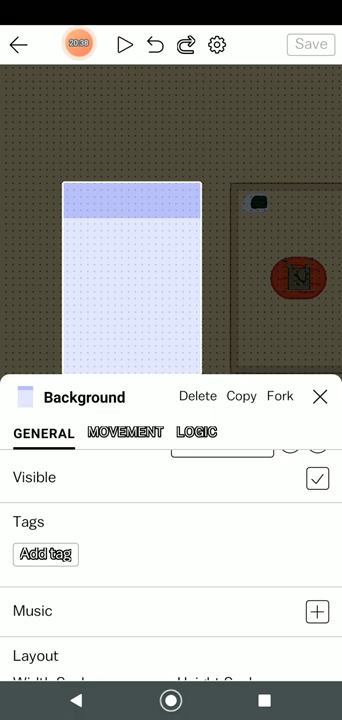 20:38
Save
Background
Delete Copy Fork
GENERAL MOVEMENT LOGIC
Visible
Tags
Add tag
Music
Layout